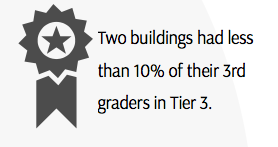 Two buildings had less
than 10% of their 3rd
graders in Tier 3.